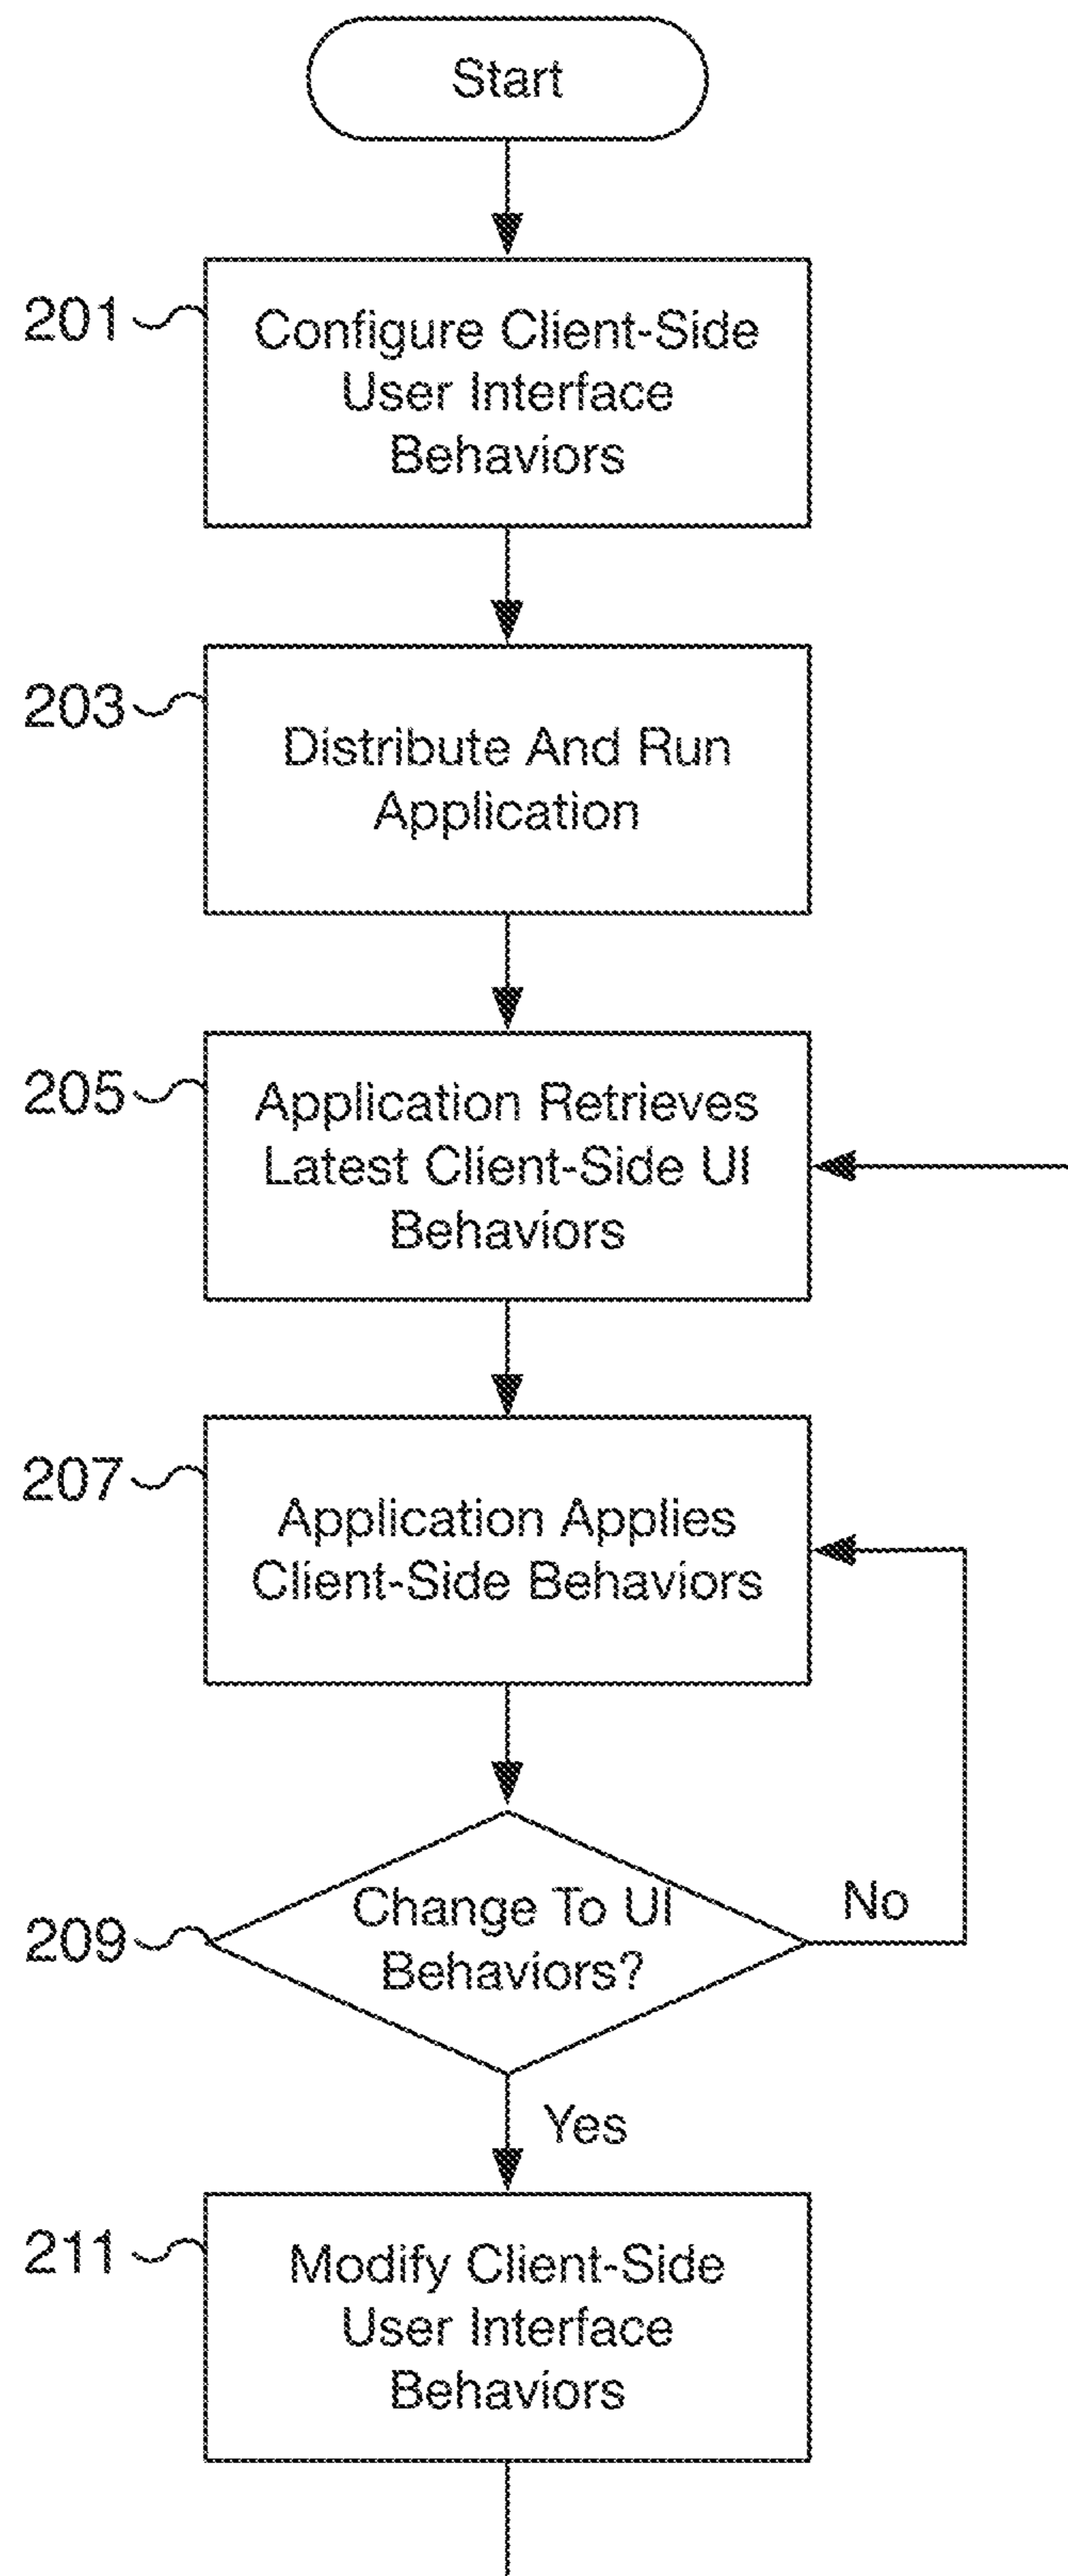 Start
201
Configure Client-Side
User Interface
Behaviors
203
Distribute And Run
Application
205
Application Retrieves
Latest Client-Side UI
Behaviors
207
Application Applies
Client-Side Behaviors
209
Change To UI
Behaviors?
No
Yes
211
Modify Client-Side
User Interface
Behaviors